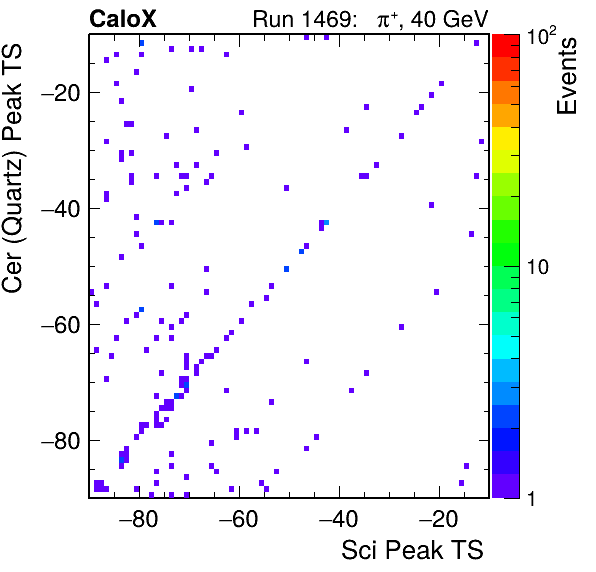 CaloX Run 1469: π+, 40 GeV
Cer (Quartz) Peak TS
−20
−40
−60
−80
−80 −60 −40 −20
Sci Peak TS
10²
10
1
Events